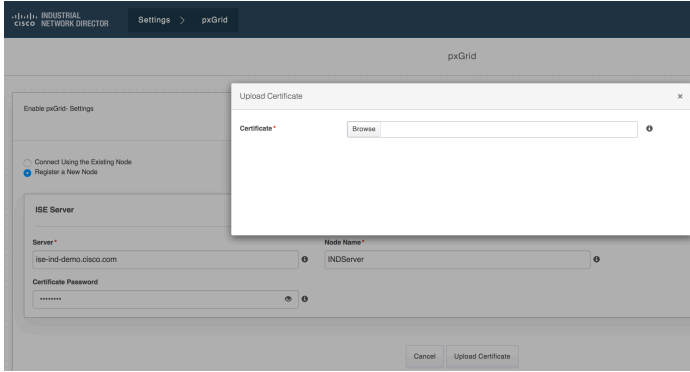 INDUSTRIAL
CISCO NETWORK DIRECTOR
Settings > pxGrid
pxGrid
Upload Certificate ×
Enable pxGrid- Settings
Certificate* Browse
Connect Using the Existing Node
Register a New Node
ISE Server
Server* Node Name*
ise-ind-demo.cisco.com INDServer
Certificate Password
••••••••
Cancel Upload Certificate